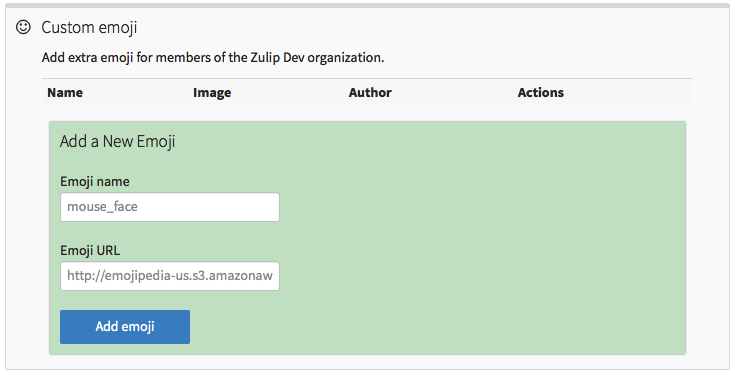 Custom emoji
Add extra emoji for members of the Zulip Dev organization.
Name Image Author Actions
Add a New Emoji
Emoji name
mouse_face
Emoji URL
http://emojipedia-us.s3.amazonaw
Add emoji